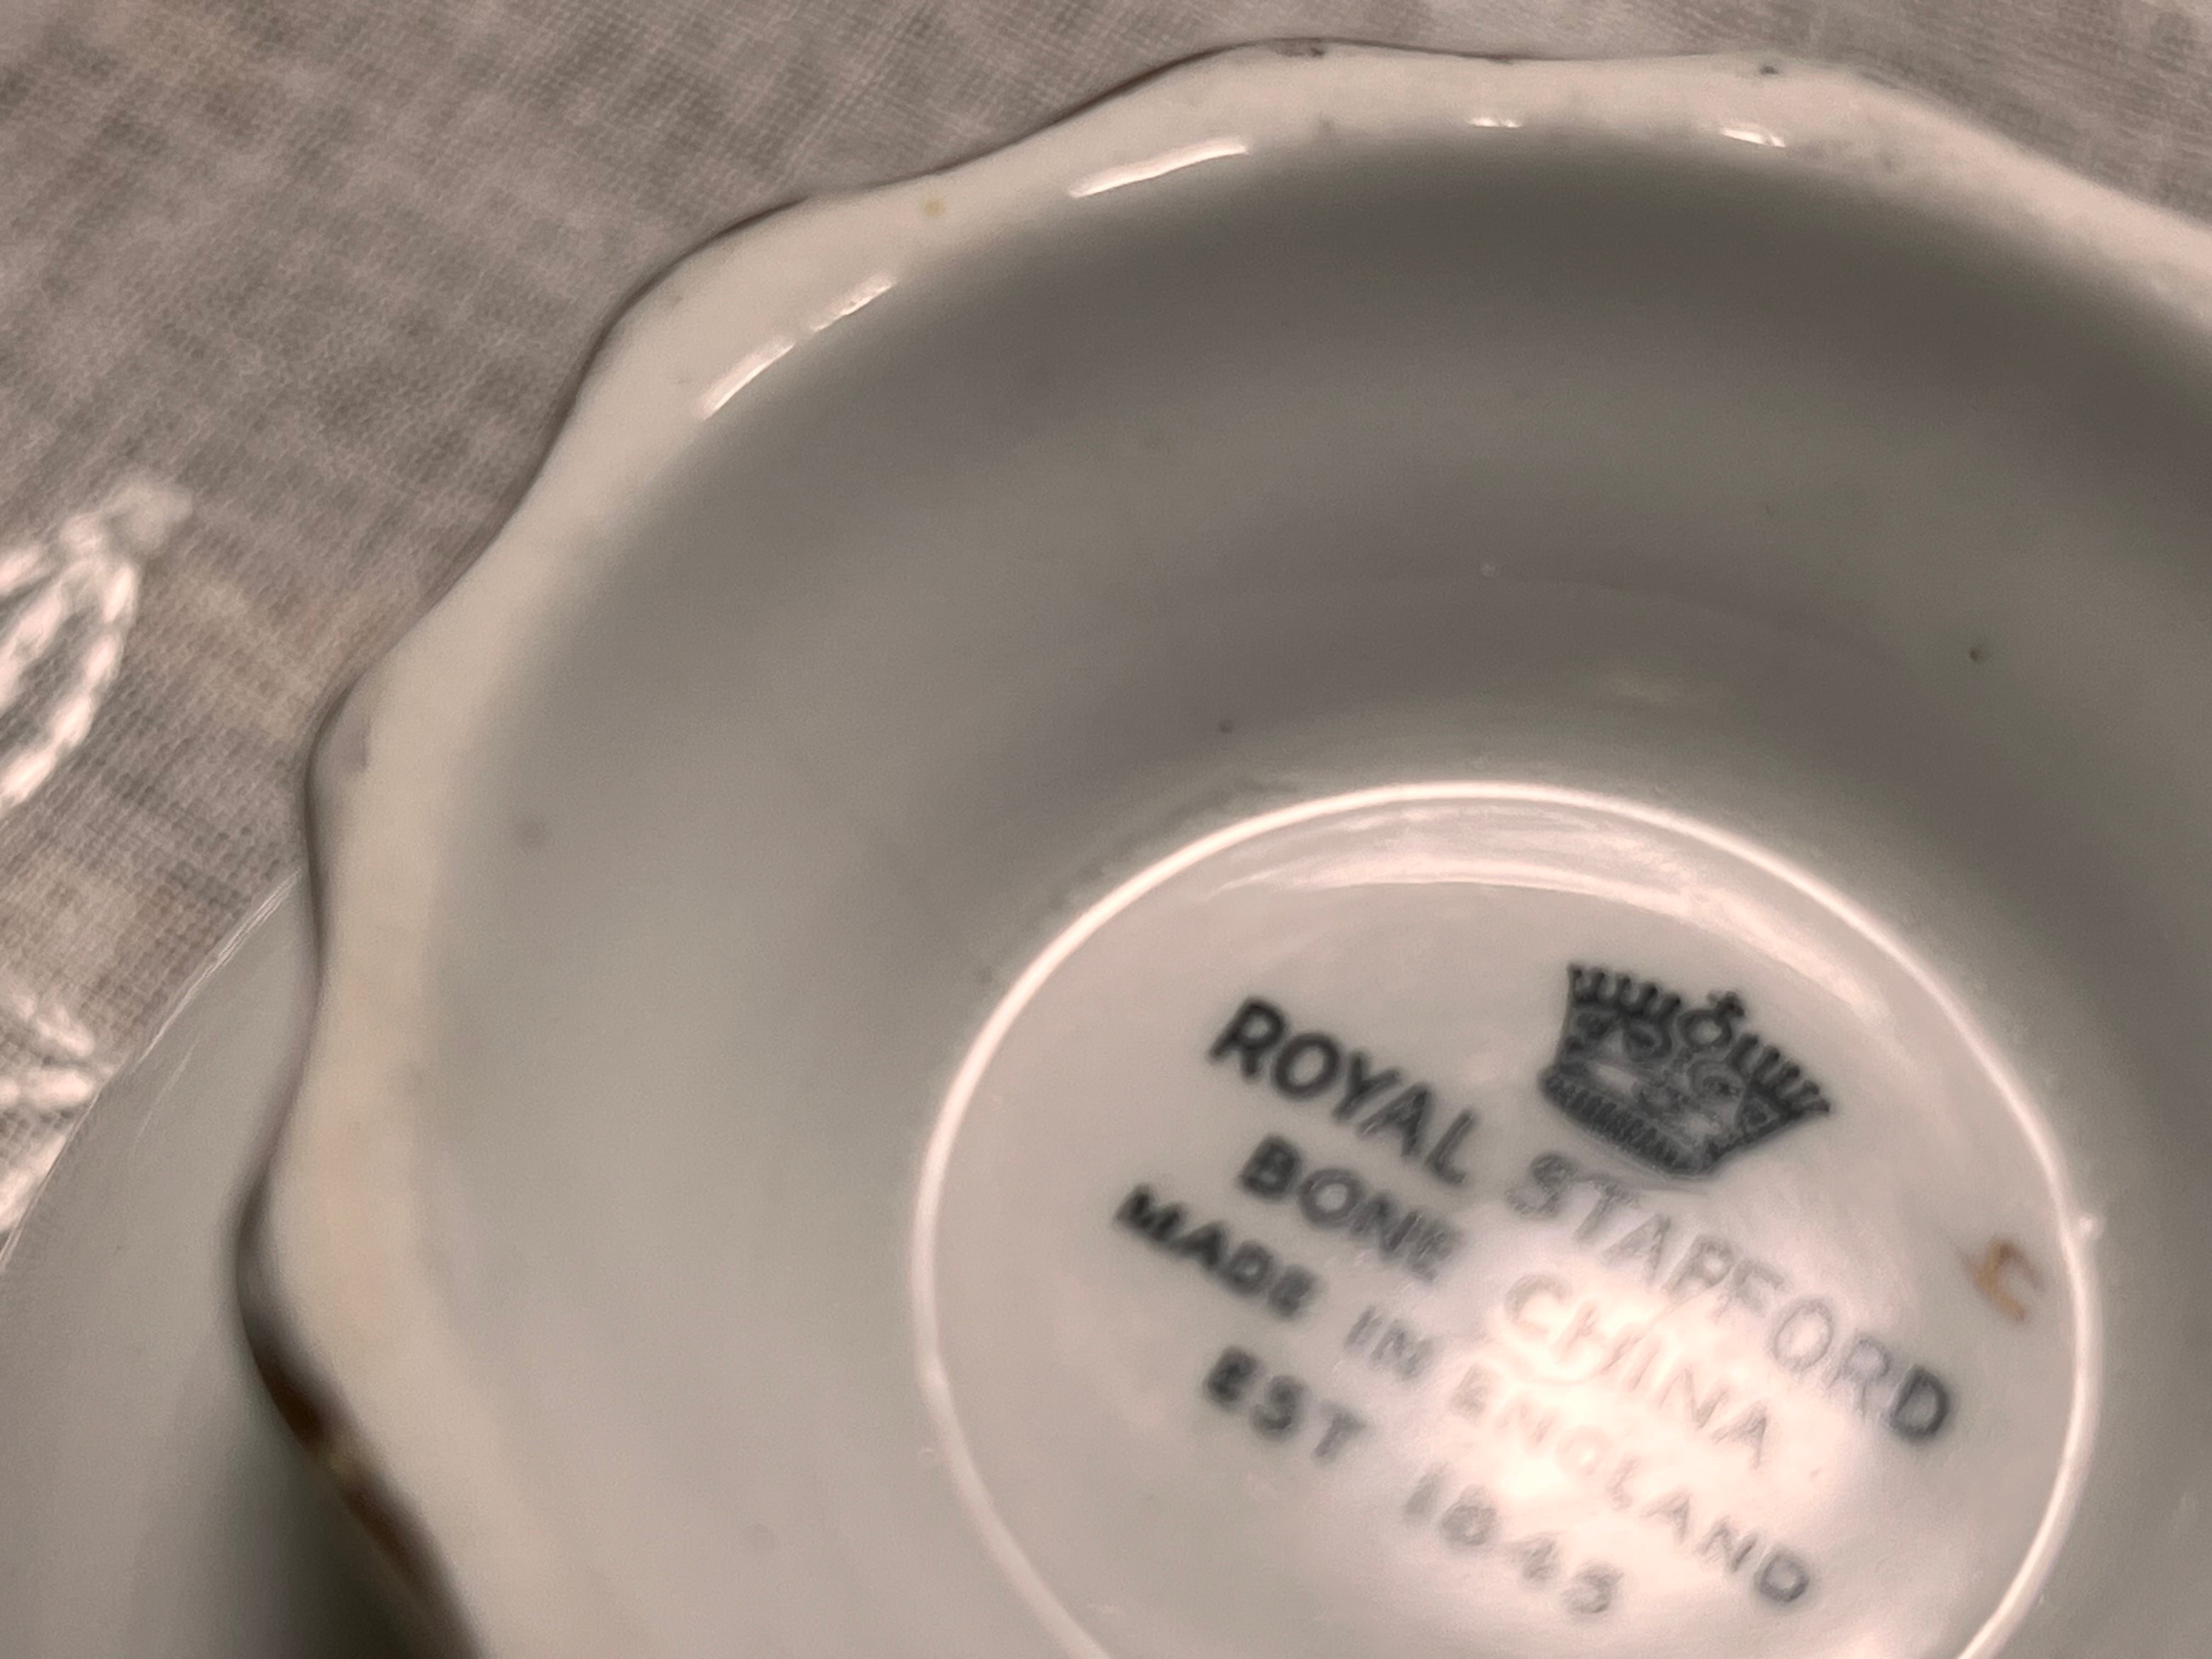 ROYAL STAFFORD
BONE CHINA
MADE IN ENGLAND
EST 1845